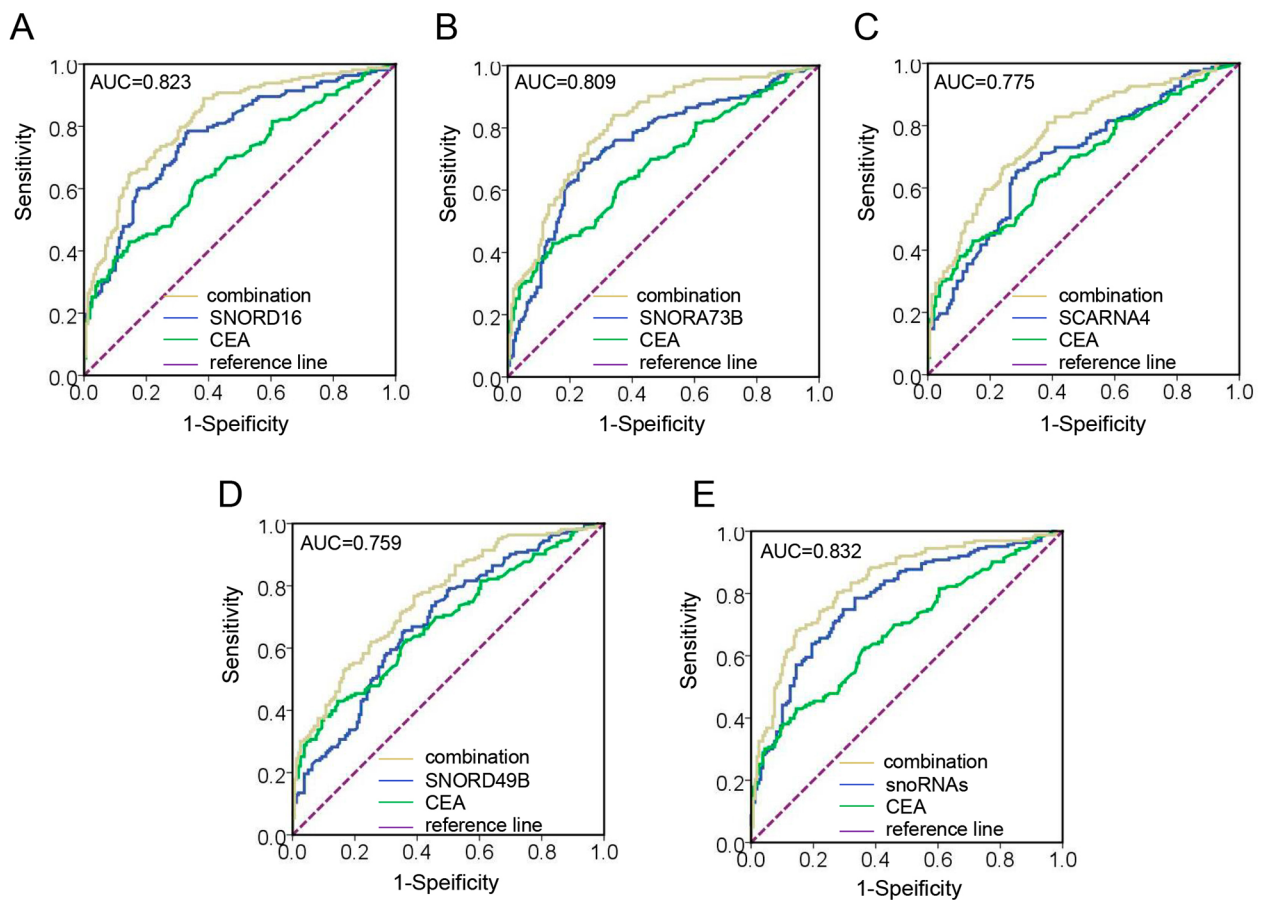 A
AUC=0.823
Sensitivity
1.0
0.8
0.6
0.4
0.2
0.0
combination
SNORD16
CEA
reference line
0.0 0.2 0.4 0.6 0.8 1.0
1-Speificity
B
AUC=0.809
Sensitivity
1.0
0.8
0.6
0.4
0.2
0.0
combination
SNORA73B
CEA
reference line
0.0 0.2 0.4 0.6 0.8 1.0
1-Speificity
C
AUC=0.775
Sensitivity
1.0
0.8
0.6
0.4
0.2
0.0
combination
SCARNA4
CEA
reference line
0.0 0.2 0.4 0.6 0.8 1.0
1-Speificity
D
AUC=0.759
Sensitivity
1.0
0.8
0.6
0.4
0.2
0.0
combination
SNORD49B
CEA
reference line
0.0 0.2 0.4 0.6 0.8 1.0
1-Speificity
E
AUC=0.832
Sensitivity
1.0
0.8
0.6
0.4
0.2
0.0
combination
snoRNAs
CEA
reference line
0.0 0.2 0.4 0.6 0.8 1.0
1-Speificity